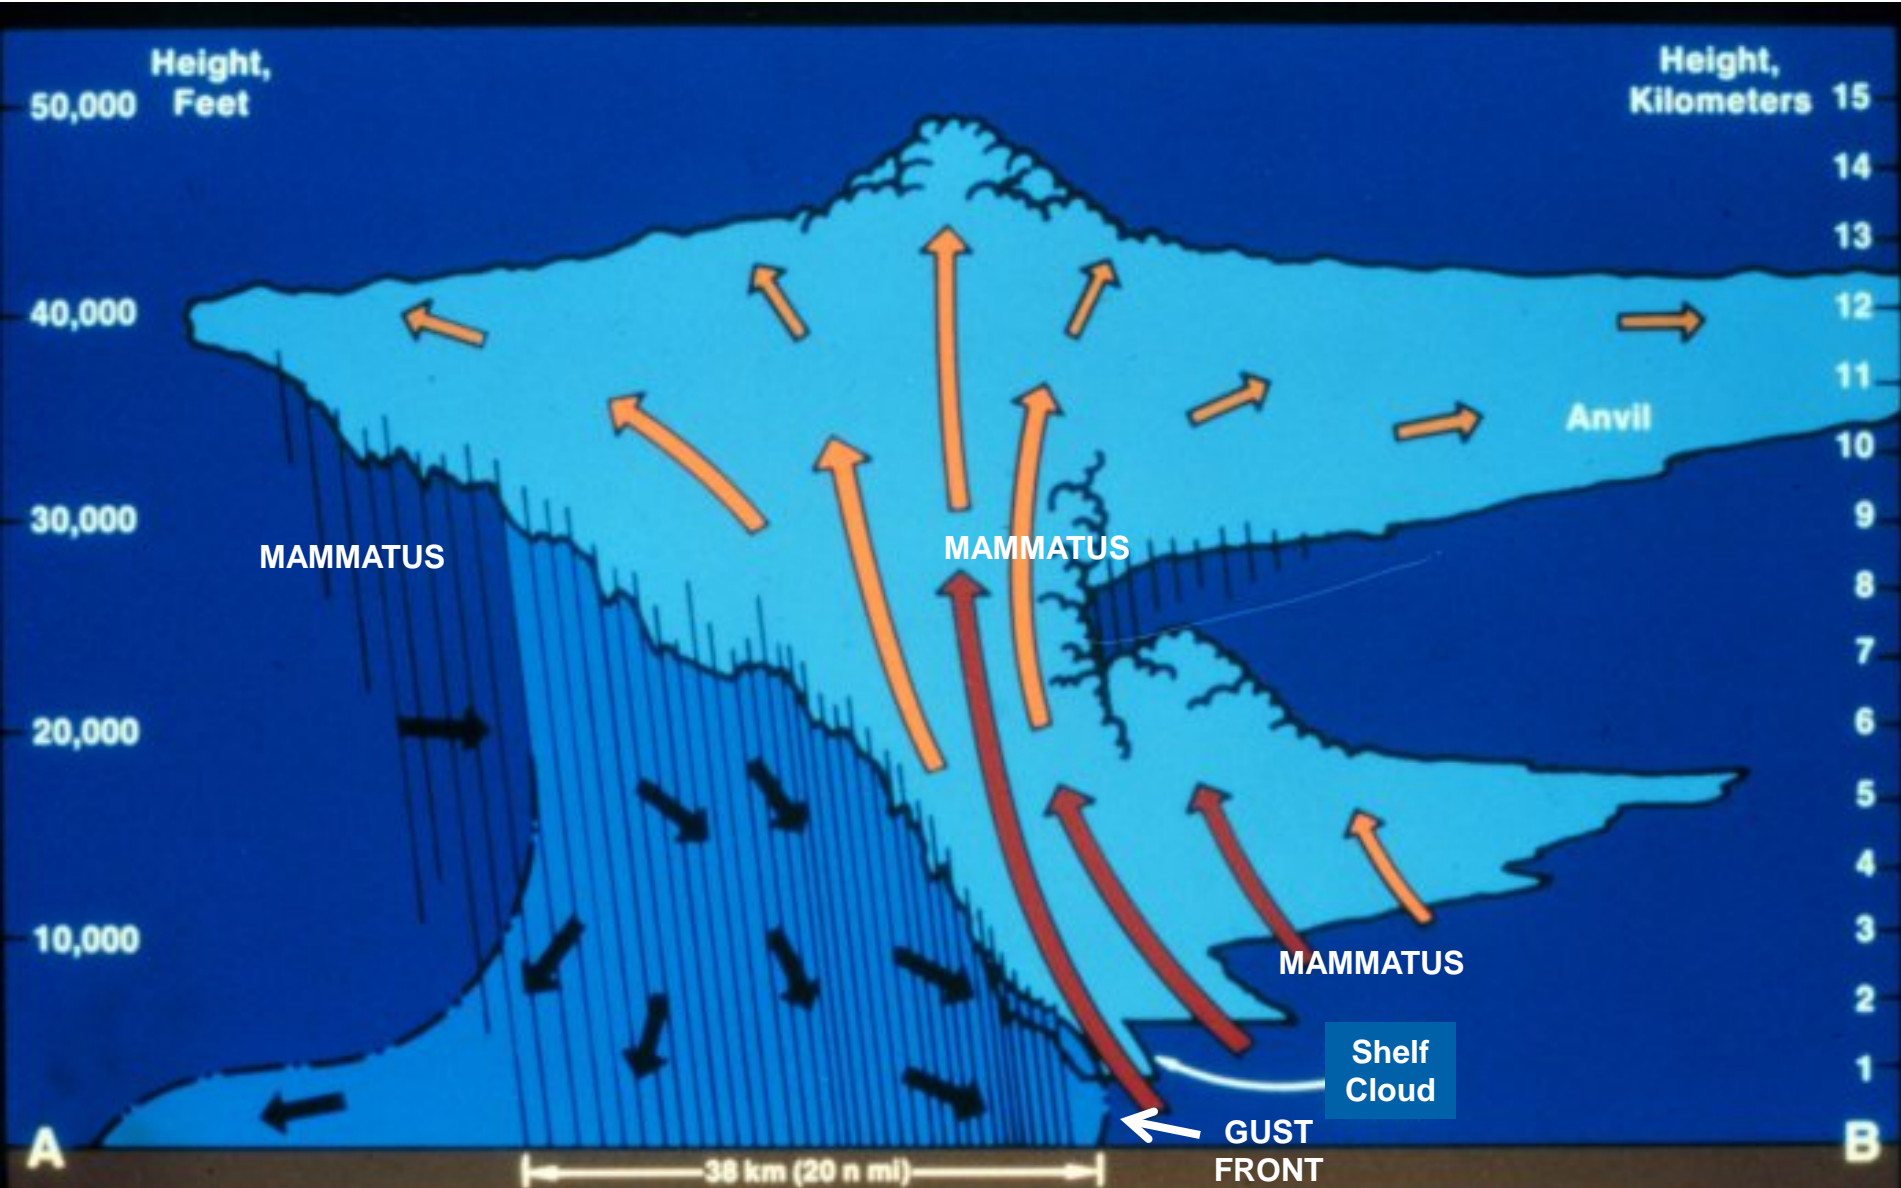 Height,
Feet
50,000
40,000
30,000
20,000
10,000
Height,
Kilometers
15
14
13
12
11
10
9
8
7
6
5
4
3
2
1
Anvil
MAMMATUS
MAMMATUS
MAMMATUS
Shelf
Cloud
GUST
FRONT
A
B
38 km (20 n mi)